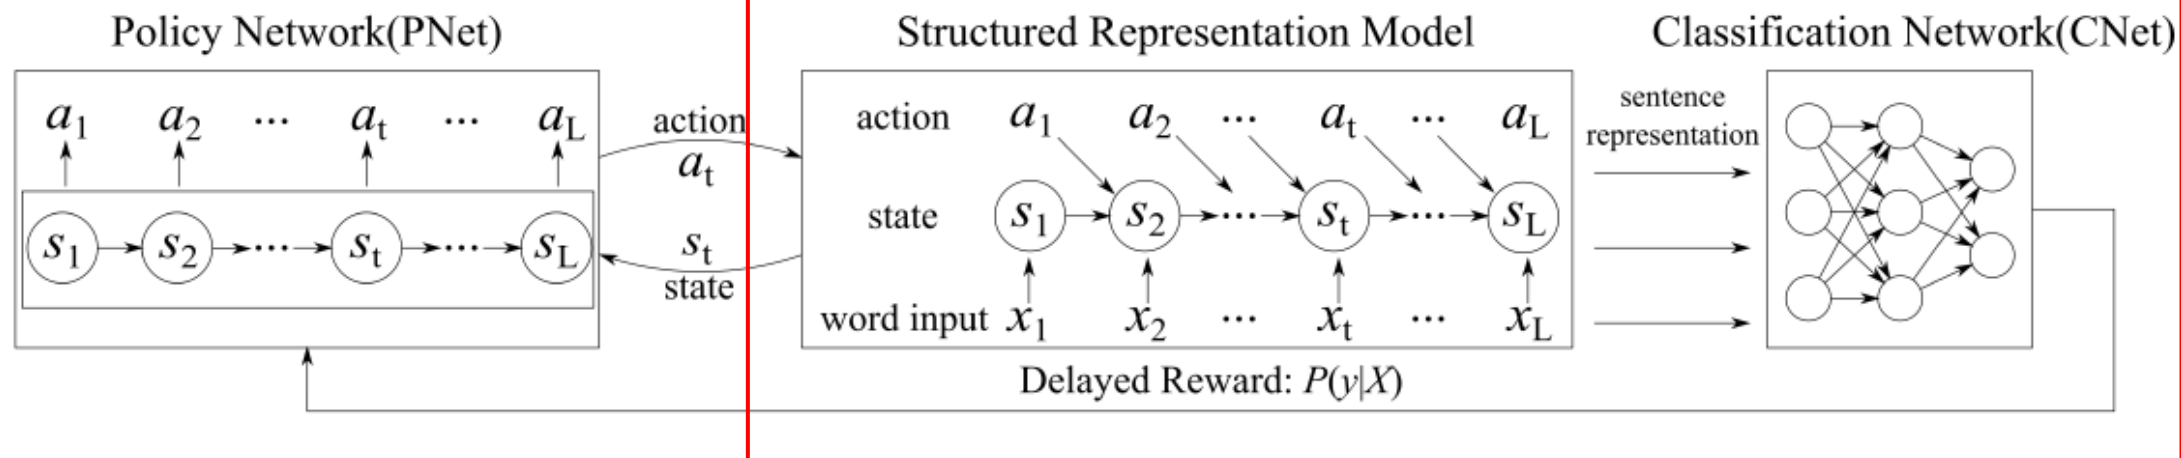 Policy Network(PNet)
a1 a2 ... at ... aL
s1 s2 ... st ... sL
action
at
st
state
Structured Representation Model
action a1 a2 ... at ... aL
state s1 s2 ... st ... sL
word input x1 x2 ... xt ... xL
Classification Network(CNet)
sentence
representation
Delayed Reward: P(y|X)